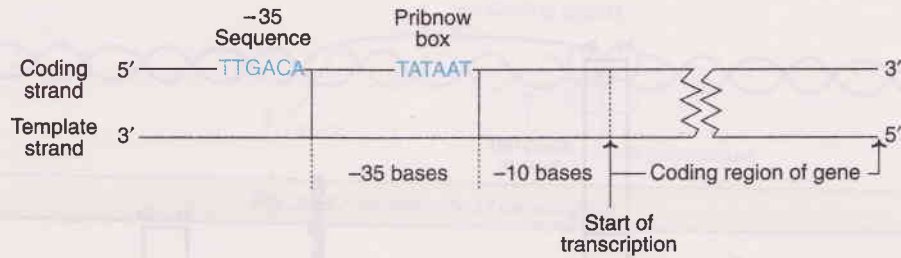 −35
Sequence
Pribnow
box
Coding
strand
5′
TTGACA
TATAAT
3′
Template
strand
3′
5′
−35 bases
−10 bases
Coding region of gene
Start of
transcription